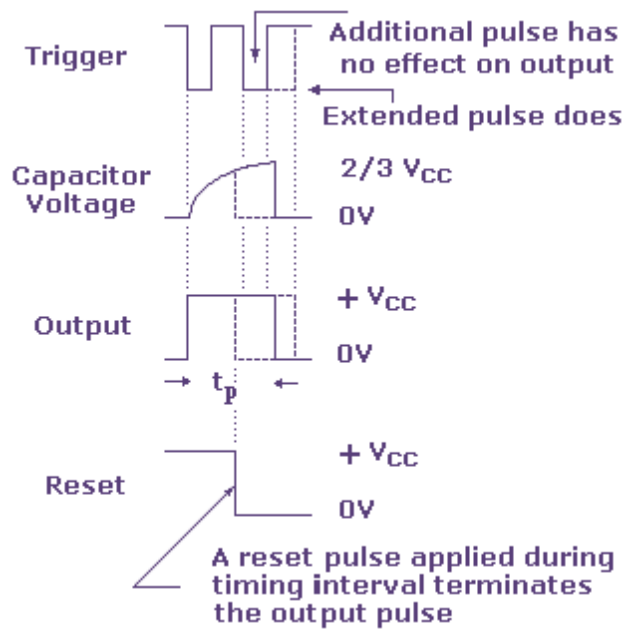 Trigger
Additional pulse has
no effect on output
Extended pulse does
Capacitor
Voltage
2/3 VCC
0V
Output
+ VCC
0V
tp
Reset
+ VCC
0V
A reset pulse applied during
timing interval terminates
the output pulse